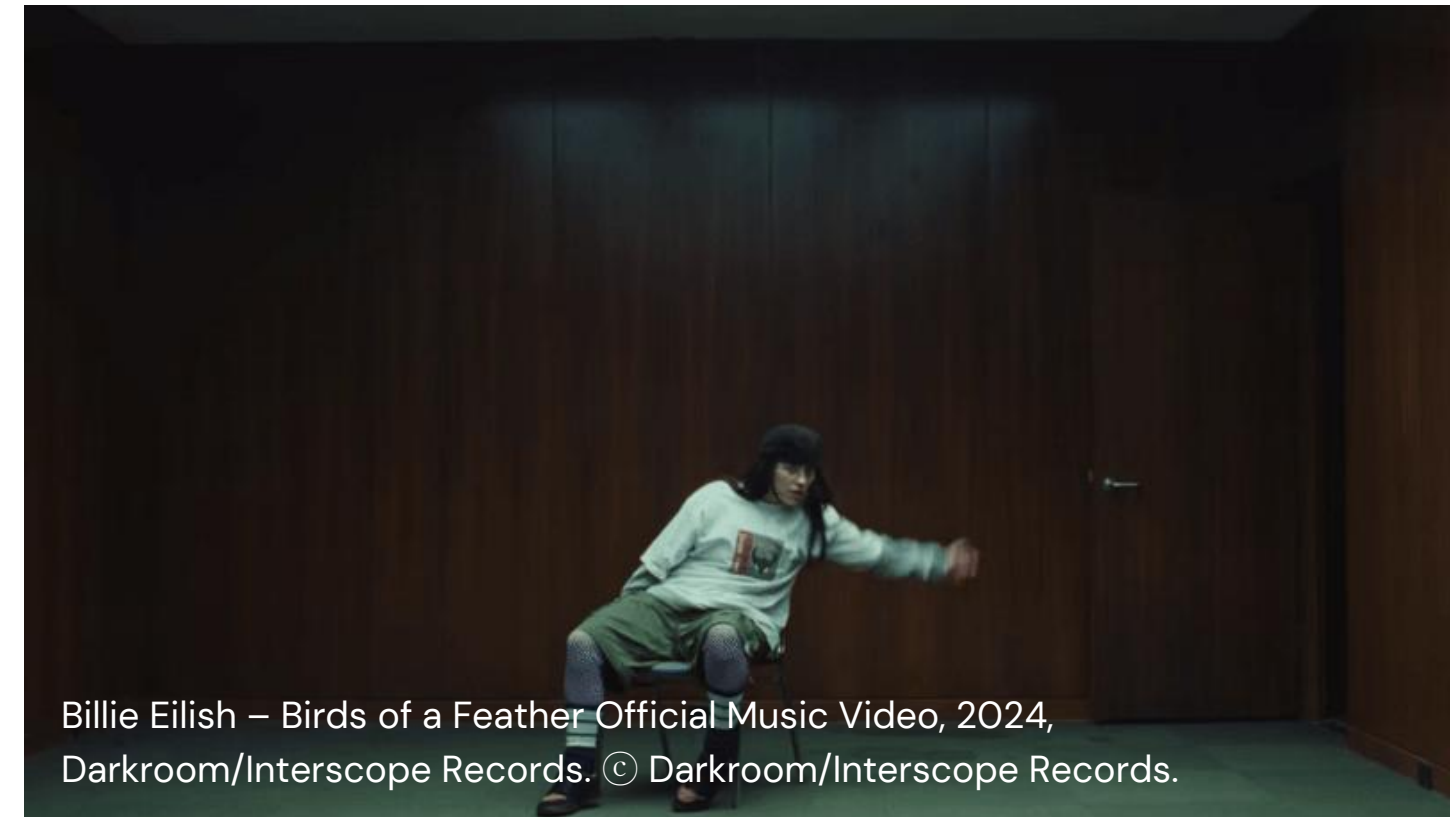 Billie Eilish – Birds of a Feather Official Music Video, 2024,
Darkroom/Interscope Records. ⓒ Darkroom/Interscope Records.